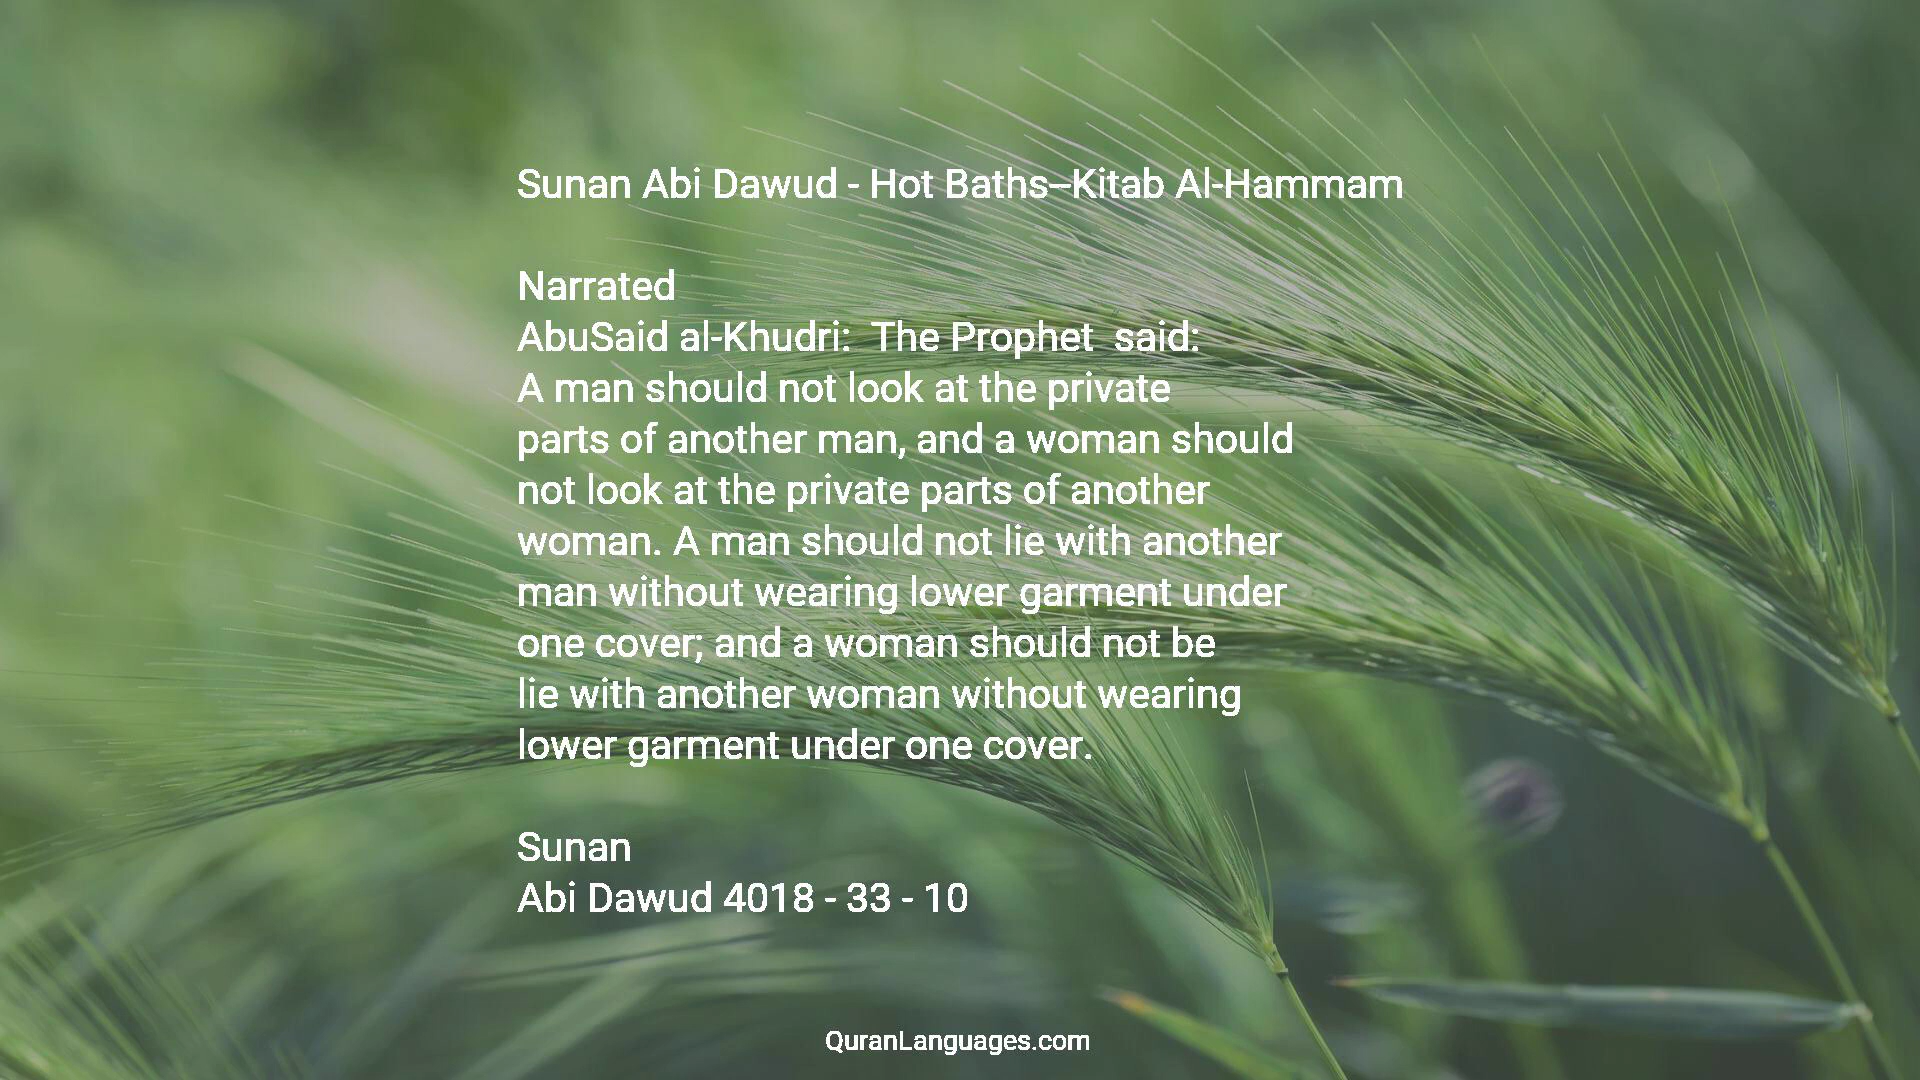 Sunan Abi Dawud - Hot Baths–Kitab Al-Hammam
Narrated
AbuSaid al-Khudri:  The Prophet  said:
A man should not look at the private
parts of another man, and a woman should
not look at the private parts of another
woman. A man should not lie with another
man without wearing lower garment under
one cover; and a woman should not be
lie with another woman without wearing
lower garment under one cover.
Sunan
Abi Dawud 4018 - 33 - 10
QuranLanguages.com